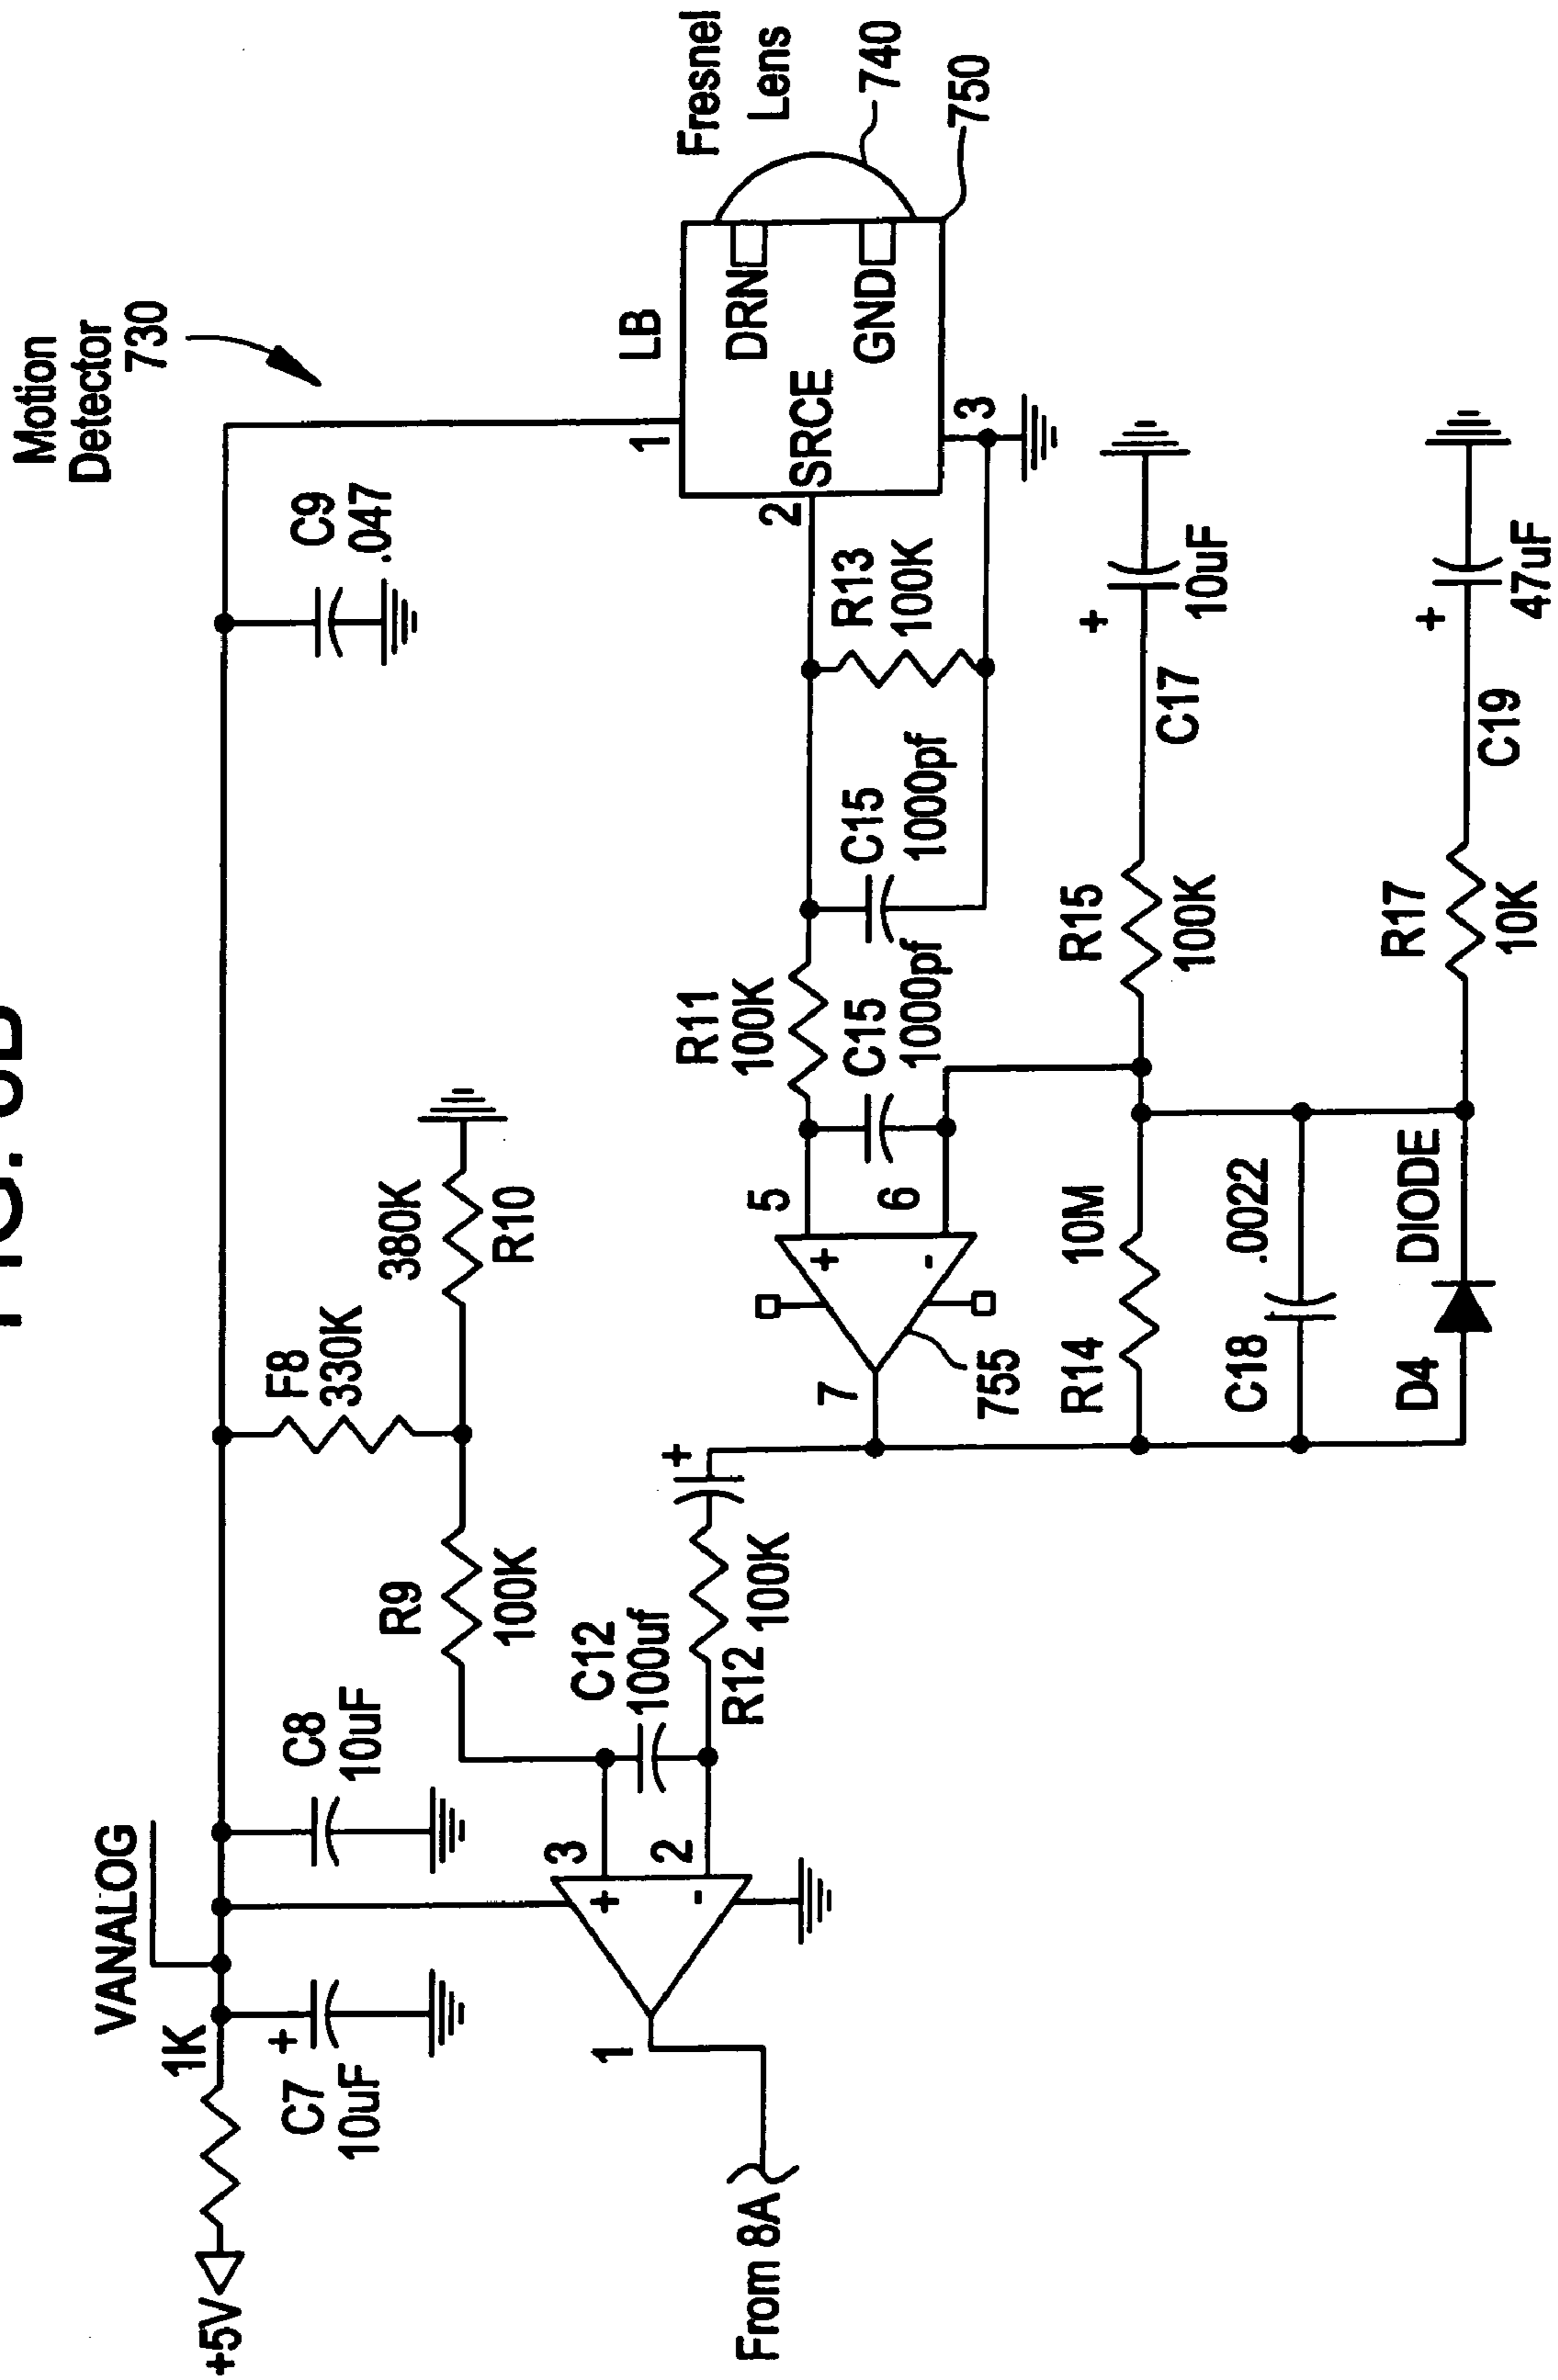 Motion
Detector
730
VANALOG
+5V
1K
C7
+
10uF
C8
10uF
F8
330K
C9
.047
R9
100K
380K
R10
LB
1
DRN
GND
SRCE
2
3
Fresnel
Lens
740
750
From 8A
1
3
2
+
-
C12
100uf
R12
100K
+
7
755
5
6
+
-
R11
100K
C15
1000pf
C15
1000pf
R13
100K
R14
10M
R15
100K
C17
+
10uF
C18
.0022
D4
DIODE
R17
10K
C19
+
47uF